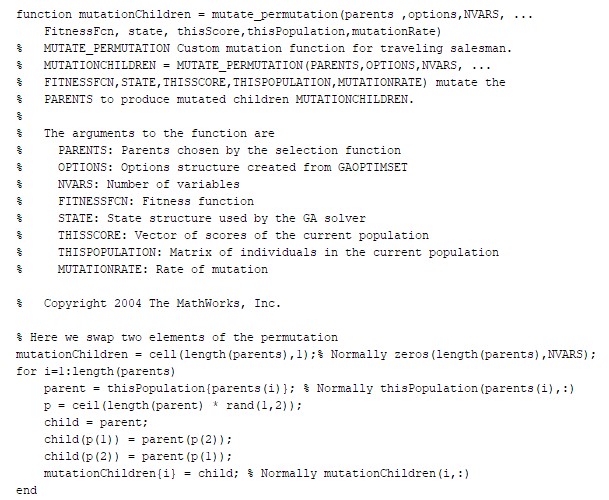 function mutationChildren = mutate_permutation(parents ,options,NVARS, ...
FitnessFcn, state, thisScore,thisPopulation,mutationRate)
% MUTATE_PERMUTATION Custom mutation function for traveling salesman.
% MUTATIONCHILDREN = MUTATE_PERMUTATION(PARENTS,OPTIONS,NVARS, ...
% FITNESSFCN,STATE,THISSCORE,THISPOPULATION,MUTATIONRATE) mutate the
% PARENTS to produce mutated children MUTATIONCHILDREN.
%
% The arguments to the function are
% PARENTS: Parents chosen by the selection function
% OPTIONS: Options structure created from GAOPTIMSET
% NVARS: Number of variables
% FITNESSFCN: Fitness function
% STATE: State structure used by the GA solver
% THISSCORE: Vector of scores of the current population
% THISPOPULATION: Matrix of individuals in the current population
% MUTATIONRATE: Rate of mutation
% Copyright 2004 The MathWorks, Inc.
% Here we swap two elements of the permutation
mutationChildren = cell(length(parents),1);% Normally zeros(length(parents),NVARS);
for i=1:length(parents)
parent = thisPopulation{parents(i)}; % Normally thisPopulation(parents(i),:)
p = ceil(length(parent) * rand(1,2));
child = parent;
child(p(1)) = parent(p(2));
child(p(2)) = parent(p(1));
mutationChildren{i} = child; % Normally mutationChildren(i,:)
end